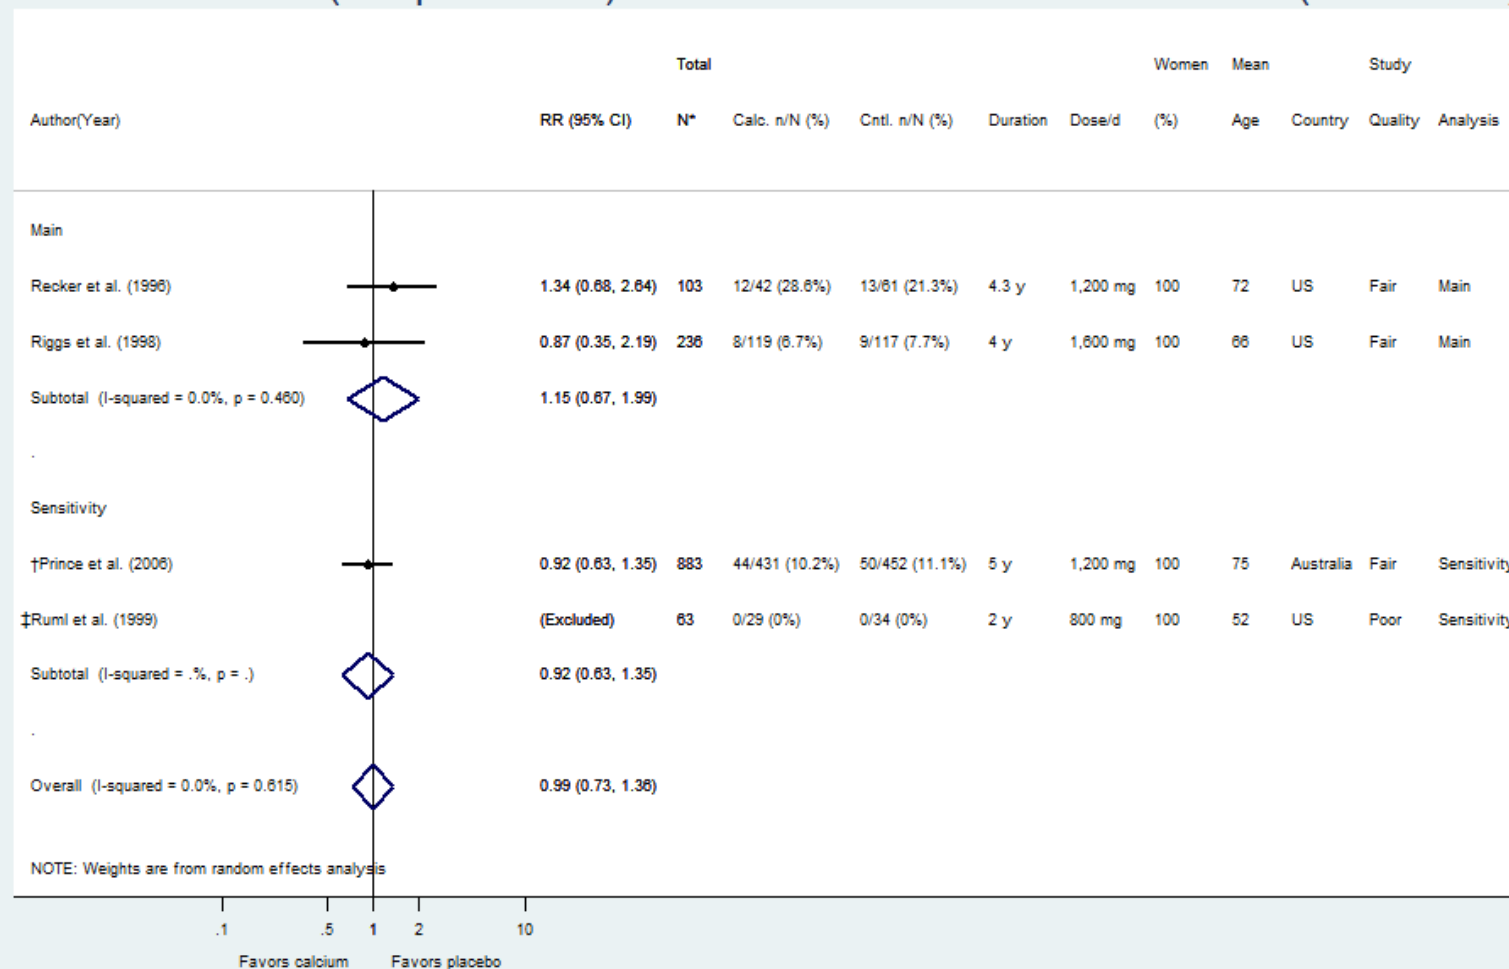 Total Women Mean Study
Author(Year) RR (95% CI) N* Calc. n/N (%) Cntl. n/N (%) Duration Dose/d (%) Age Country Quality Analysis
Main
Recker et al. (1996) 1.34 (0.68, 2.64) 103 12/42 (28.6%) 13/61 (21.3%) 4.3 y 1,200 mg 100 72 US Fair Main
Riggs et al. (1998) 0.87 (0.35, 2.19) 236 8/119 (6.7%) 9/117 (7.7%) 4 y 1,600 mg 100 66 US Fair Main
Subtotal (I-squared = 0.0%, p = 0.460) 1.15 (0.67, 1.99)
.
Sensitivity
†Prince et al. (2006) 0.92 (0.63, 1.35) 883 44/431 (10.2%) 50/452 (11.1%) 5 y 1,200 mg 100 75 Australia Fair Sensitivity
‡Ruml et al. (1999) (Excluded) 63 0/29 (0%) 0/34 (0%) 2 y 800 mg 100 52 US Poor Sensitivity
Subtotal (I-squared = .%, p = .) 0.92 (0.63, 1.35)
.
Overall (I-squared = 0.0%, p = 0.615) 0.99 (0.73, 1.36)
NOTE: Weights are from random effects analysis
.1 .5 1 2 10
Favors calcium Favors placebo